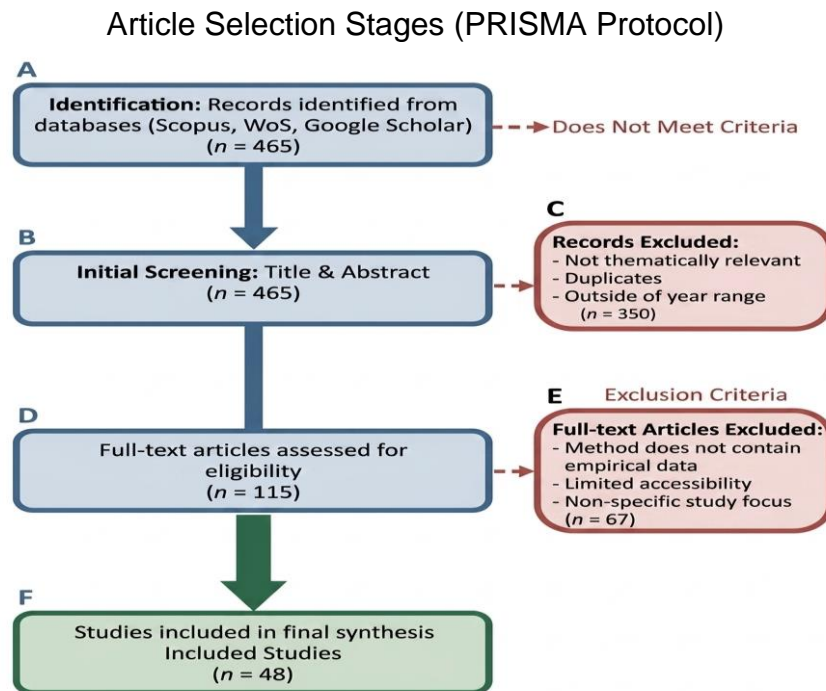 Article Selection Stages (PRISMA Protocol)
A
Identification: Records identified from
databases (Scopus, WoS, Google Scholar)
(n = 465)
Does Not Meet Criteria
B
Initial Screening: Title & Abstract
(n = 465)
C
Records Excluded:
- Not thematically relevant
- Duplicates
- Outside of year range
(n = 350)
D
Full-text articles assessed for
eligibility
(n = 115)
E
Exclusion Criteria
Full-text Articles Excluded:
- Method does not contain
empirical data
- Limited accessibility
- Non-specific study focus
(n = 67)
F
Studies included in final synthesis
Included Studies
(n = 48)